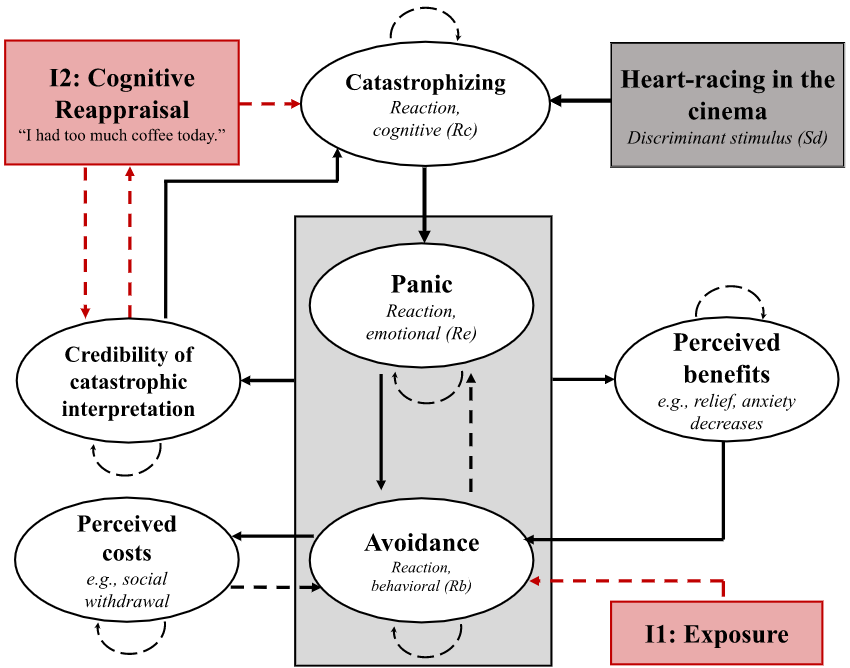 I2: Cognitive
Reappraisal
“I had too much coffee today.”
Catastrophizing
Reaction,
cognitive (Rc)
Heart-racing in the
cinema
Discriminant stimulus (Sd)
Panic
Reaction,
emotional (Re)
Credibility of
catastrophic
interpretation
Perceived
benefits
e.g., relief, anxiety
decreases
Perceived
costs
e.g., social
withdrawal
Avoidance
Reaction,
behavioral (Rb)
I1: Exposure